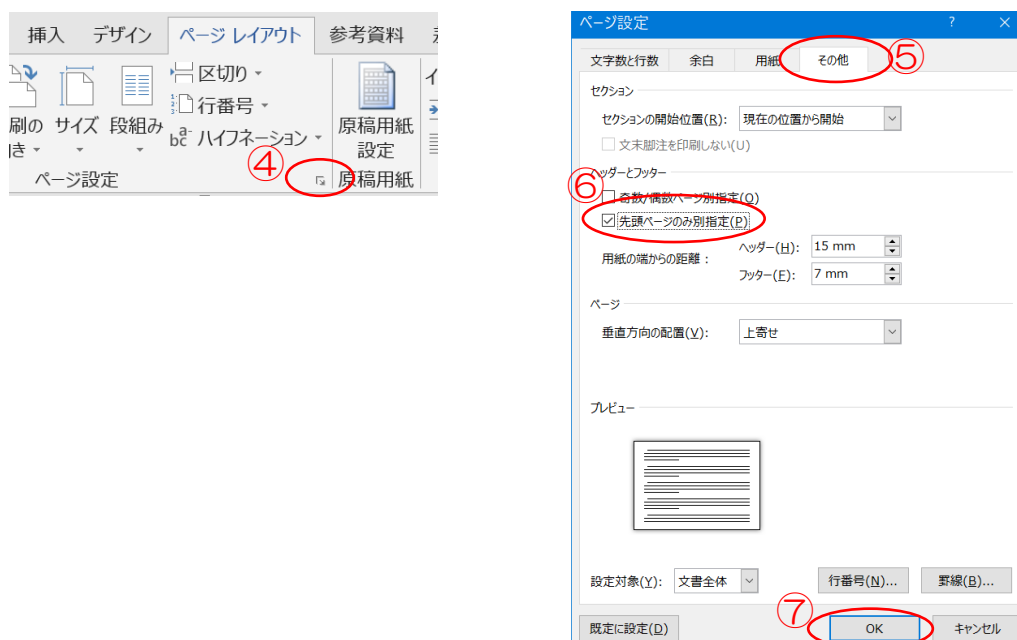 挿入 デザイン ページ レイアウト 参考資料
区切り
行番号
刷の サイズ 段組み
ハイフネーション
原稿用紙
設定
④
ページ設定 原稿用紙
ページ設定 ? ×
文字数と行数 余白 用紙 その他 ⑤
セクション
セクションの開始位置(R): 現在の位置から開始
文末脚注を印刷しない(U)
ヘッダーとフッター
⑥
奇数/偶数ページ別指定(O)
先頭ページのみ別指定(P)
用紙の端からの距離：
ヘッダー(H): 15 mm
フッター(F): 7 mm
ページ
垂直方向の配置(V): 上寄せ
プレビュー
設定対象(Y): 文書全体 行番号(N)... 罫線(B)...
⑦
既定に設定(D) OK キャンセル